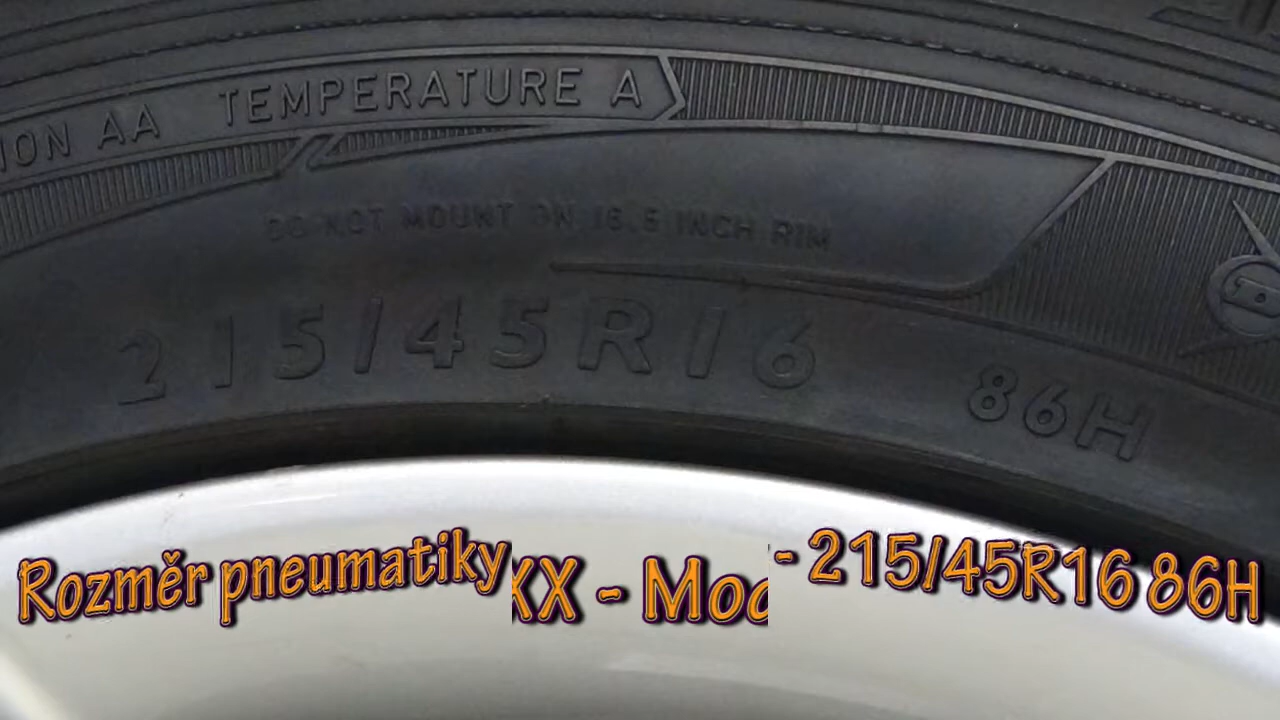 ION AA TEMPERATURE A
DO NOT MOUNT ON 16.5 INCH RIM
215/45R16 86H
Rozměr pneumatiky XX - Mod - 215/45R16 86H